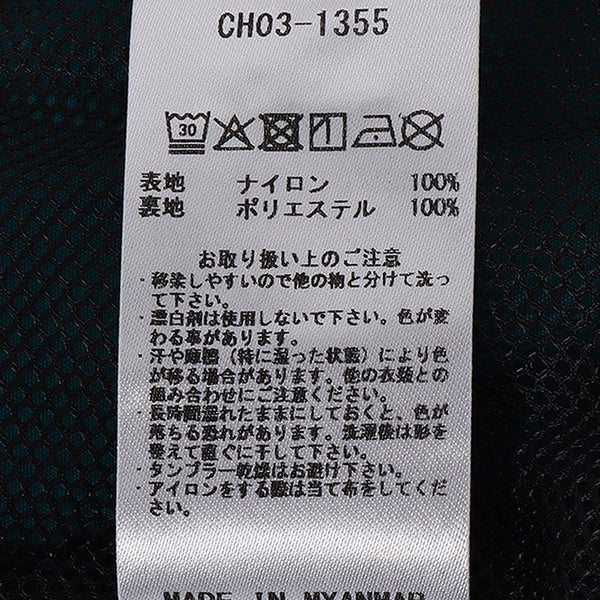 CH03-1355
30
表地 ナイロン 100%
裏地 ポリエステル 100%
お取り扱い上のご注意
・移染しやすいので他の物と分けて洗っ
て下さい。
・漂白剤は使用しないで下さい。色が変
わる事があります。
・汗や摩擦（特に湿った状態）により色
が移る場合があります。他の衣類との
組み合わせにご注意ください。
・長時間濡れたままにしておくと、色が
落ちる恐れがあります。洗濯後は形を
整えて直ぐに干して下さい。
・タンブラー乾燥はお避け下さい。
・アイロンをする際は当て布をしてくだ
さい。
MADE IN MYANMAR